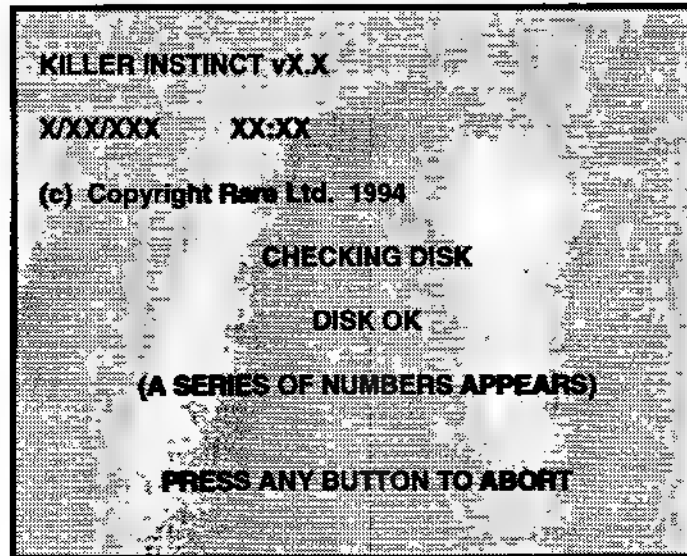 KILLER INSTINCT vX.X
X/XX/XXX XX:XX
(c) Copyright Rare Ltd. 1994
CHECKING DISK
DISK OK
(A SERIES OF NUMBERS APPEARS)
PRESS ANY BUTTON TO ABORT